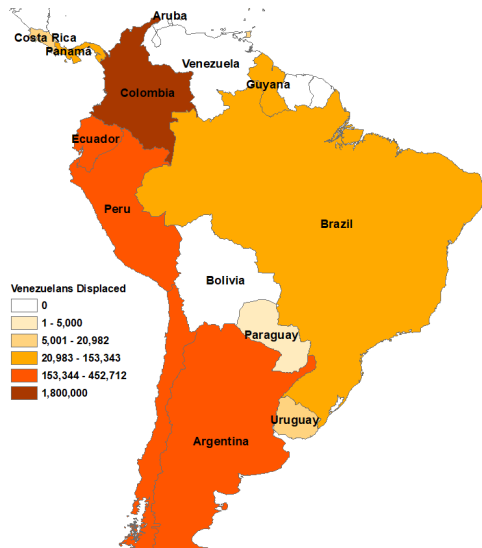 Aruba
Costa Rica
Panama
Venezuela
Guyana
Colombia
Ecuador
Peru
Brazil
Bolivia
Venezuelans Displaced
0
1 - 5,000
5,001 - 20,982
20,983 - 153,343
153,344 - 452,712
1,800,000
Paraguay
Uruguay
Argentina